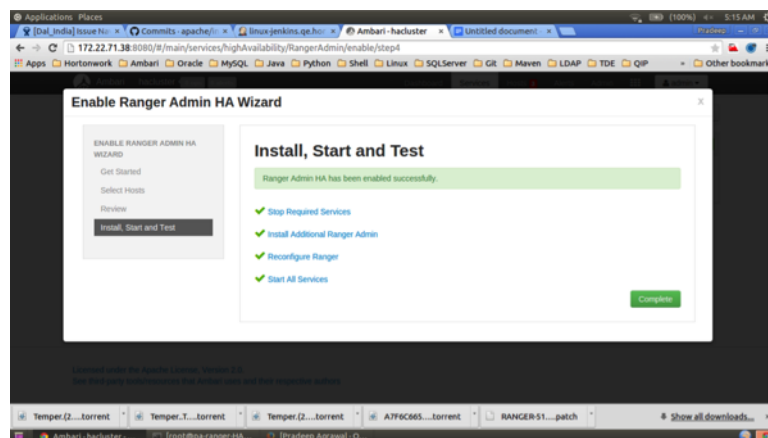 Applications Places
(100%) 5:15 AM
[Dal_India] Issue Na
Commits · apache/
linux-jenkins.qe.hor
Ambari - hacluster
Untitled document
Pradeep
172.22.71.38:8080/#/main/services/highAvailability/RangerAdmin/enable/step4
Apps Hortonwork Ambari Oracle MySQL Java Python Shell Linux SQLServer Git Maven LDAP TDE QIP » Other bookmark
Enable Ranger Admin HA Wizard X
ENABLE RANGER ADMIN HA
WIZARD
Get Started
Select Hosts
Review
Install, Start and Test
Install, Start and Test
Ranger Admin HA has been enabled successfully.
Stop Required Services
Install Additional Ranger Admin
Reconfigure Ranger
Start All Services
Complete
Licensed under the Apache License, Version 2.0.
See third-party tools/resources that Ambari uses and their respective authors
Temper.(2....torrent
Temper..T....torrent
Temper.(2....torrent
A7F6C665....torrent
RANGER-51....patch
Show all downloads...
Ambari - hacluster -
[root@na-ranger-HA
[Pradeep Agrawal - O